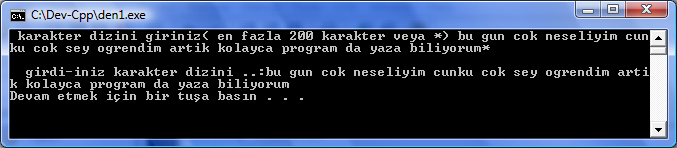 C:\Dev-Cpp\den1.exe
karakter dizini giriniz( en fazla 200 karakter veya *) bu gun cok neseliyim cun
ku cok sey ogrendim artik kolayca program da yaza biliyorum*
girdi-iniz karakter dizini ..:bu gun cok neseliyim cunku cok sey ogrendim arti
k kolayca program da yaza biliyorum
Devam etmek için bir tuşa basın . . .